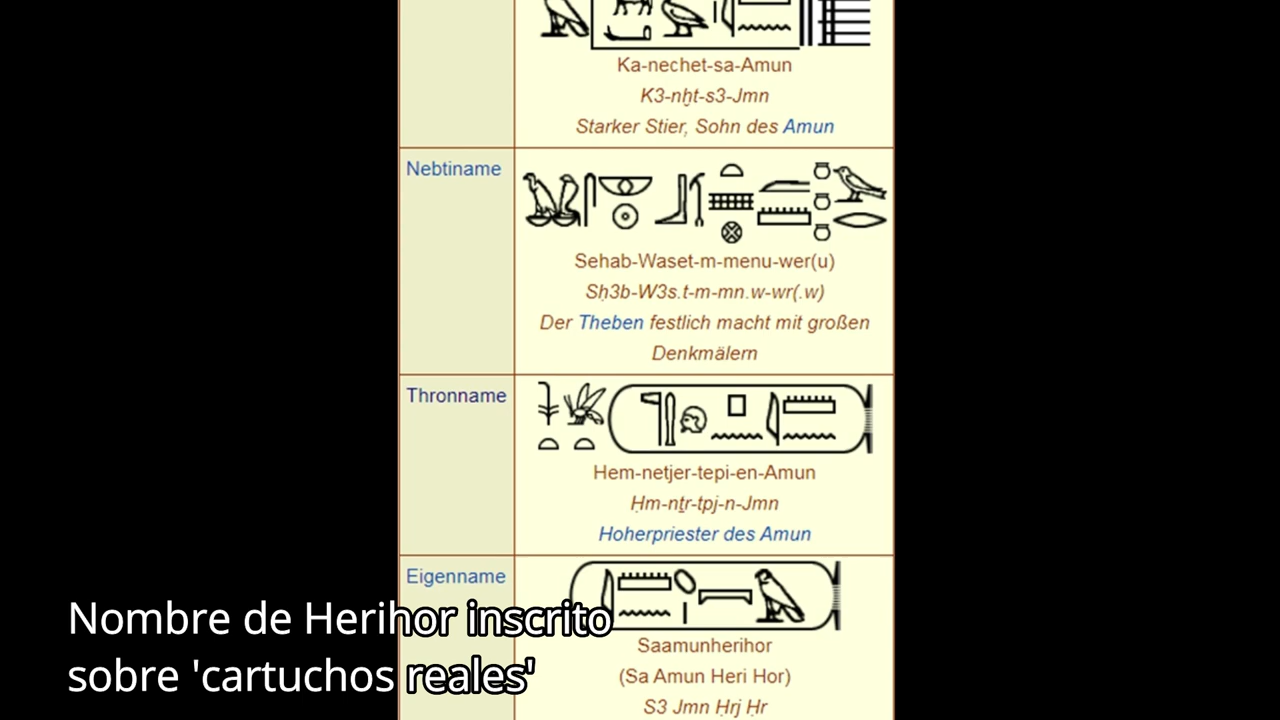 Ka-nechet-sa-Amun
K3-nḫt-s3-Jmn
Starker Stier, Sohn des Amun
Nebtiname
Sehab-Waset-m-menu-wer(u)
Sḥ3b-W3s.t-m-mn.w-wr(.w)
Der Theben festlich macht mit großen
Denkmälern
Thronname
Hem-netjer-tepi-en-Amun
Ḥm-nṯr-tpj-n-Jmn
Hoherpriester des Amun
Eigenname
Saamunherihor
(Sa Amun Heri Hor)
S3 Jmn Ḥrj Ḥr
Nombre de Herihor inscrito
sobre 'cartuchos reales'